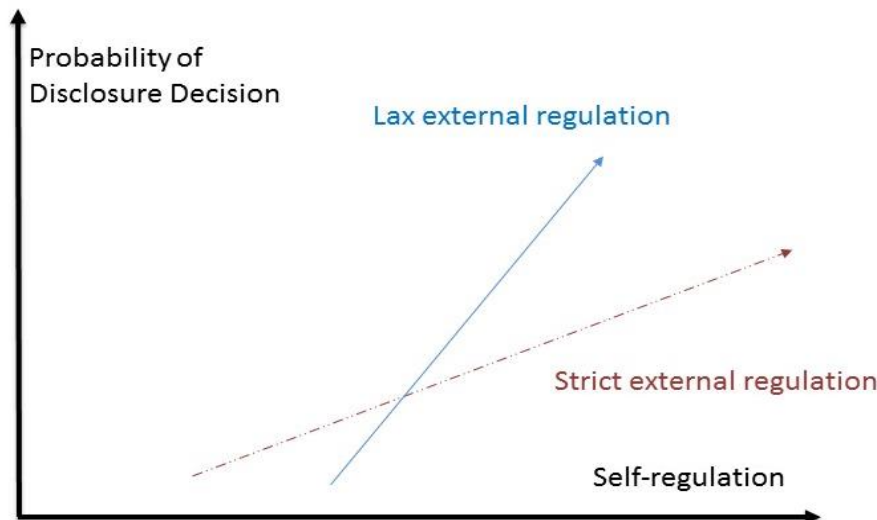 Probability of
Disclosure Decision
Lax external regulation
Strict external regulation
Self-regulation